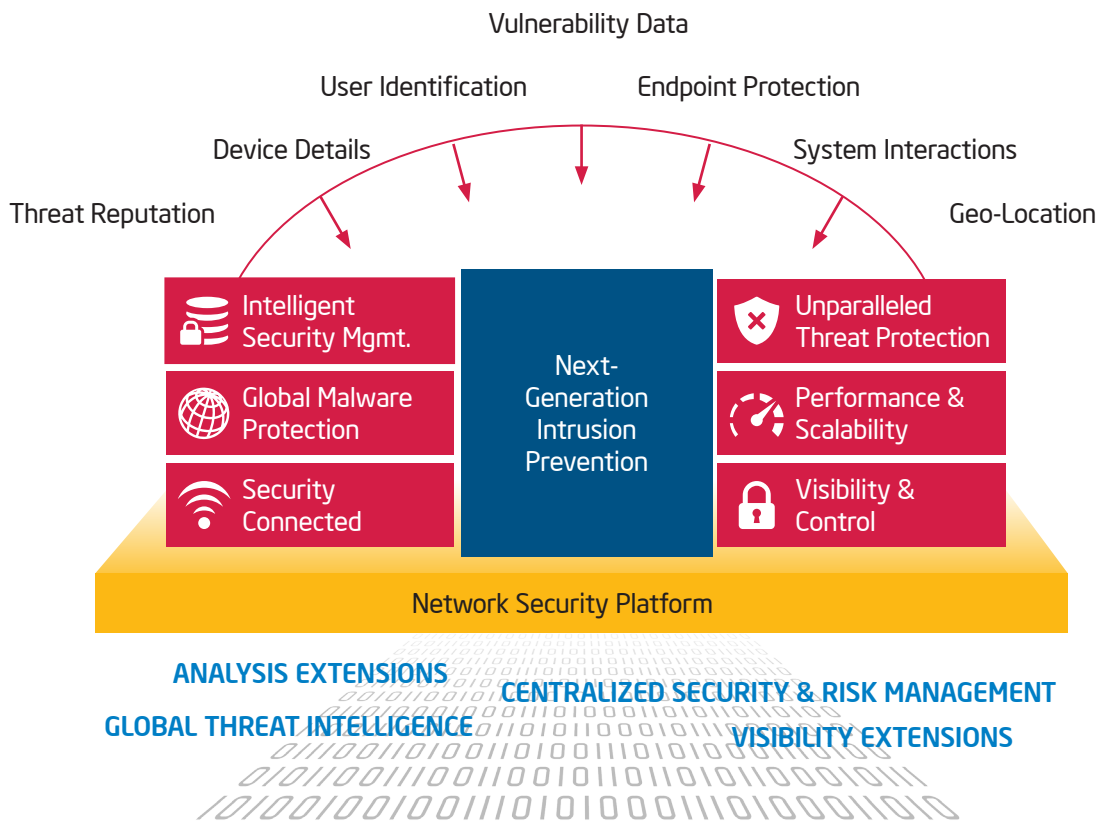 Vulnerability Data
User Identification
Endpoint Protection
Device Details
System Interactions
Threat Reputation
Geo-Location
Intelligent
Security Mgmt.
Global Malware
Protection
Security
Connected
Next-
Generation
Intrusion
Prevention
Unparalleled
Threat Protection
Performance &
Scalability
Visibility &
Control
Network Security Platform
ANALYSIS EXTENSIONS
CENTRALIZED SECURITY & RISK MANAGEMENT
GLOBAL THREAT INTELLIGENCE
VISIBILITY EXTENSIONS